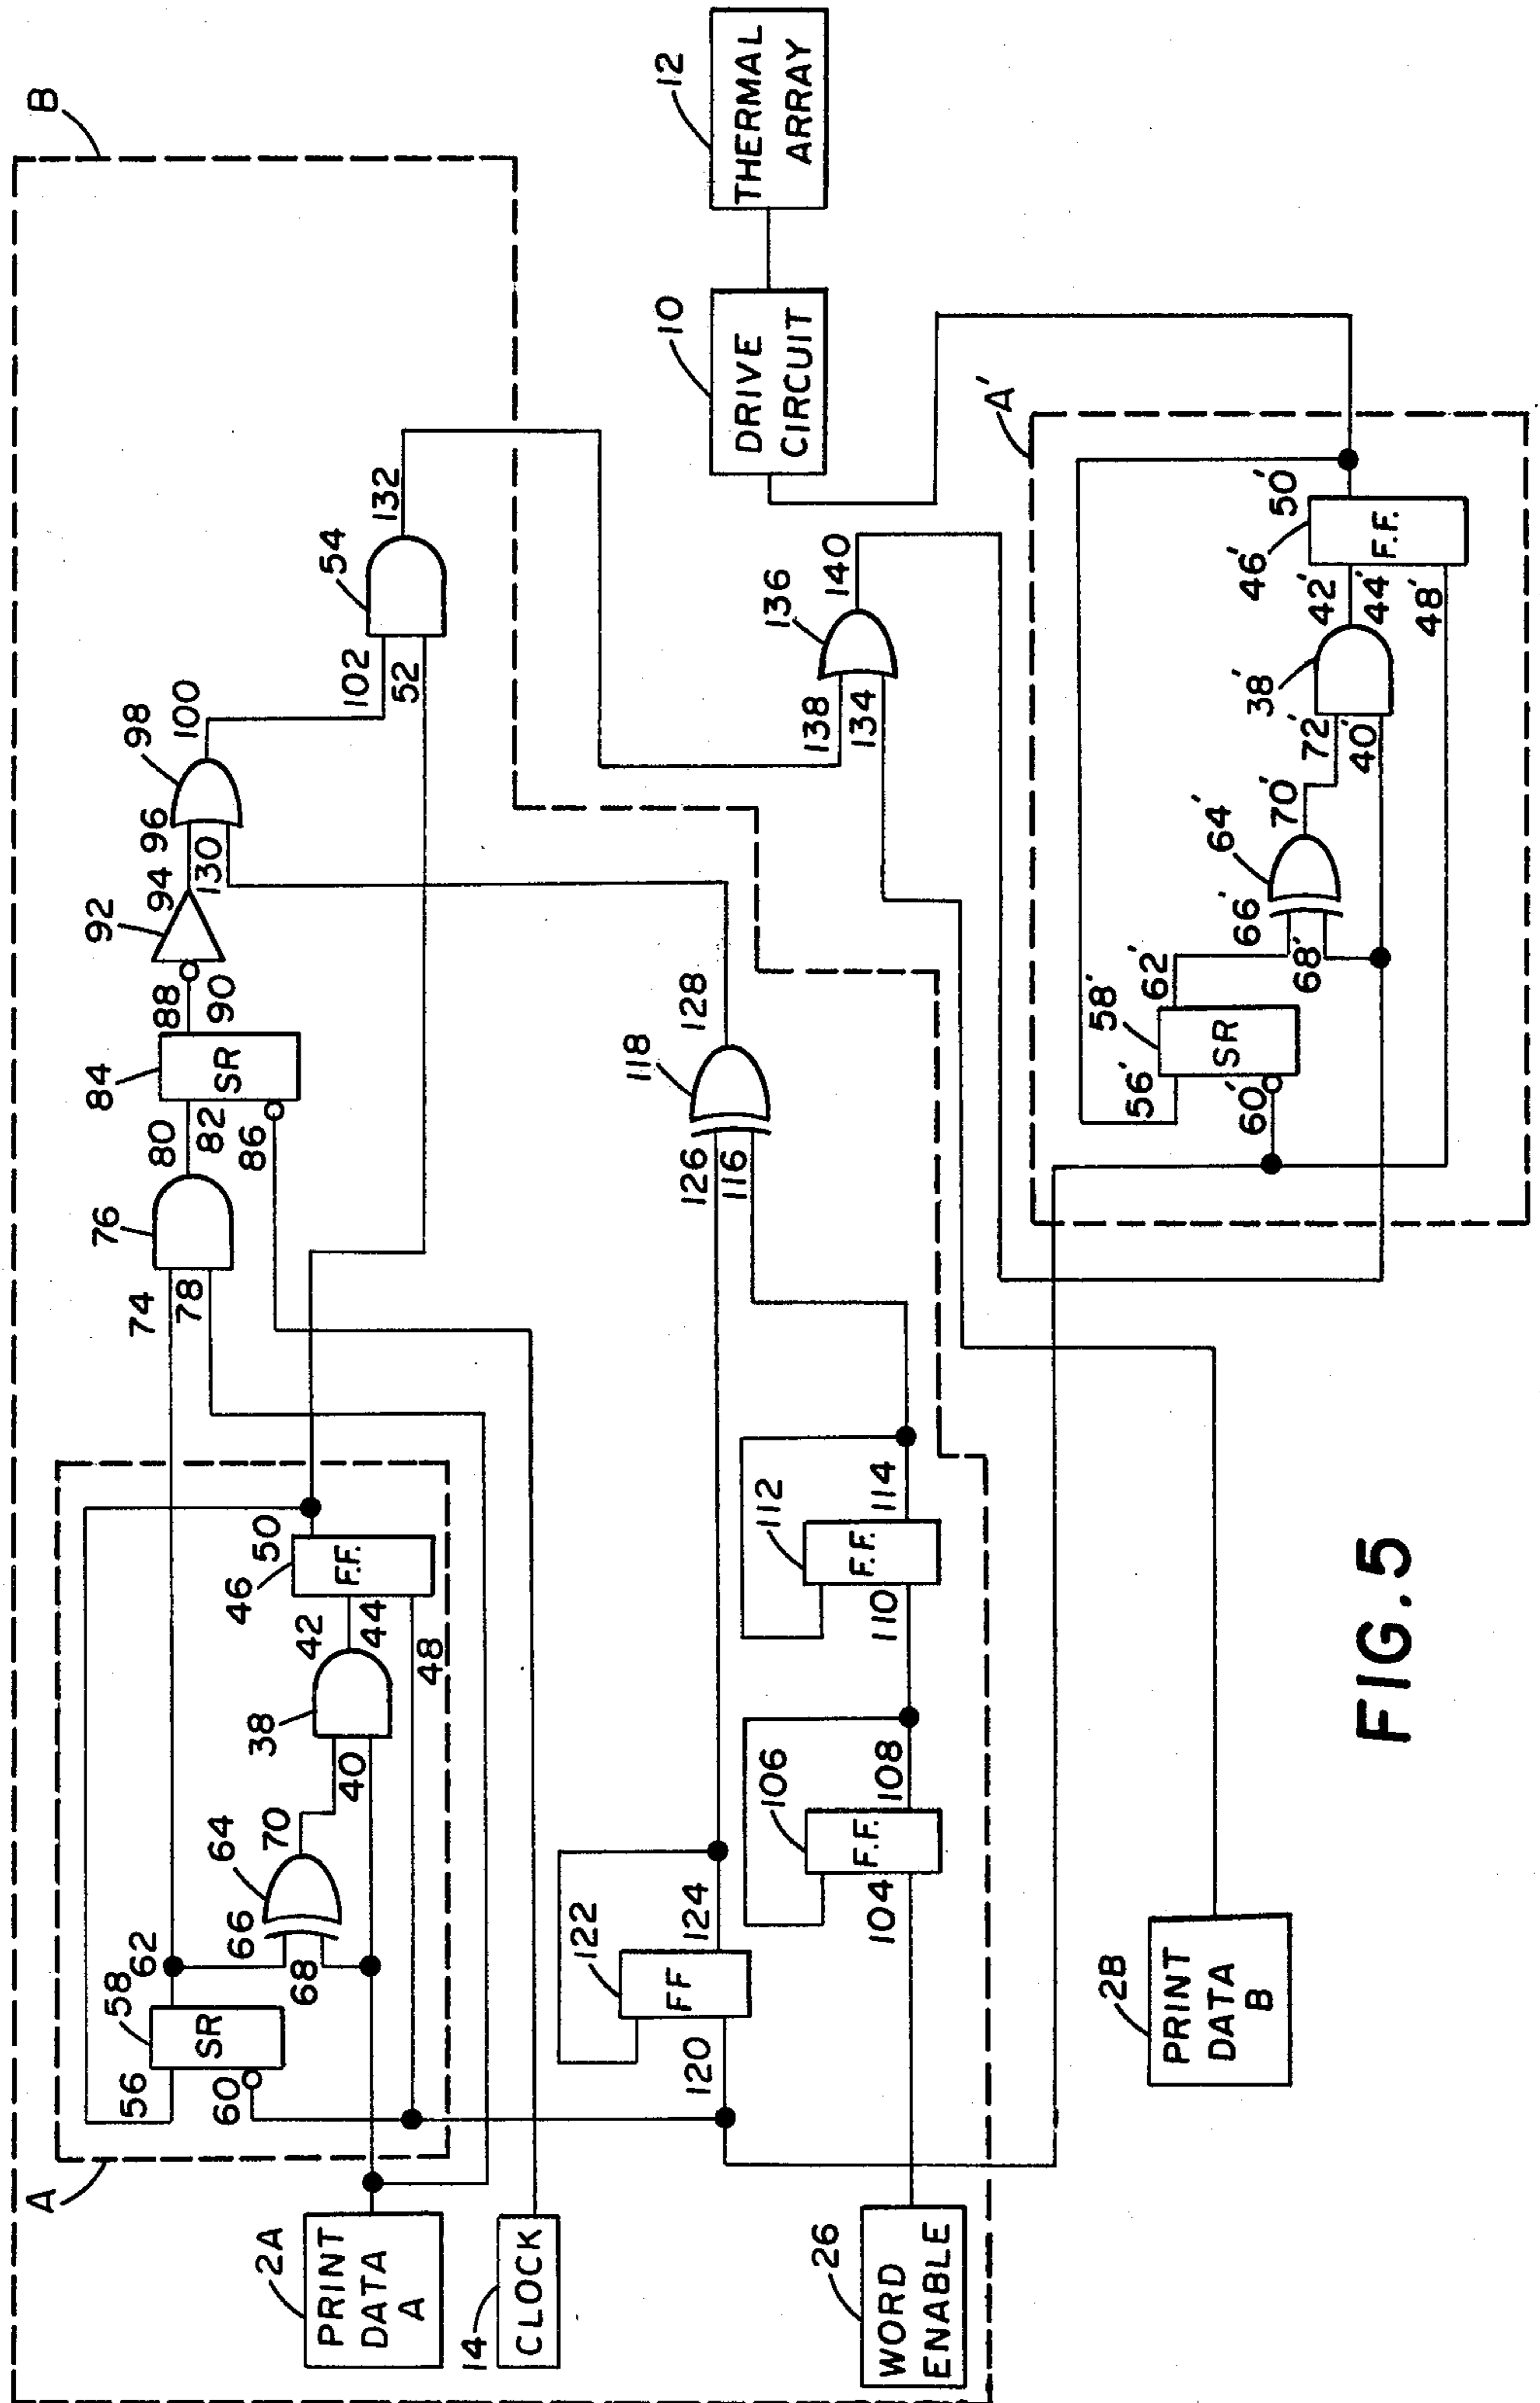 B
A
56
58
62
60
SR
66
68
64
70
40
38
42
44
46
50
F.F.
48
74
78
76
80
82
84
86
SR
88
90
92
94
96
130
98
100
102
52
54
132
2A
PRINT
DATA
A
14
CLOCK
120
122
FF
124
126
116
118
128
26
WORD
ENABLE
104
106
F.F.
108
110
112
F.F.
114
138
134
136
140
10
DRIVE
CIRCUIT
12
THERMAL
ARRAY
2B
PRINT
DATA
B
A'
56'
58'
62'
60'
SR
66'
68'
64'
70'
72'
40'
38'
42'
44'
46'
50'
F.F.
48'
FIG. 5